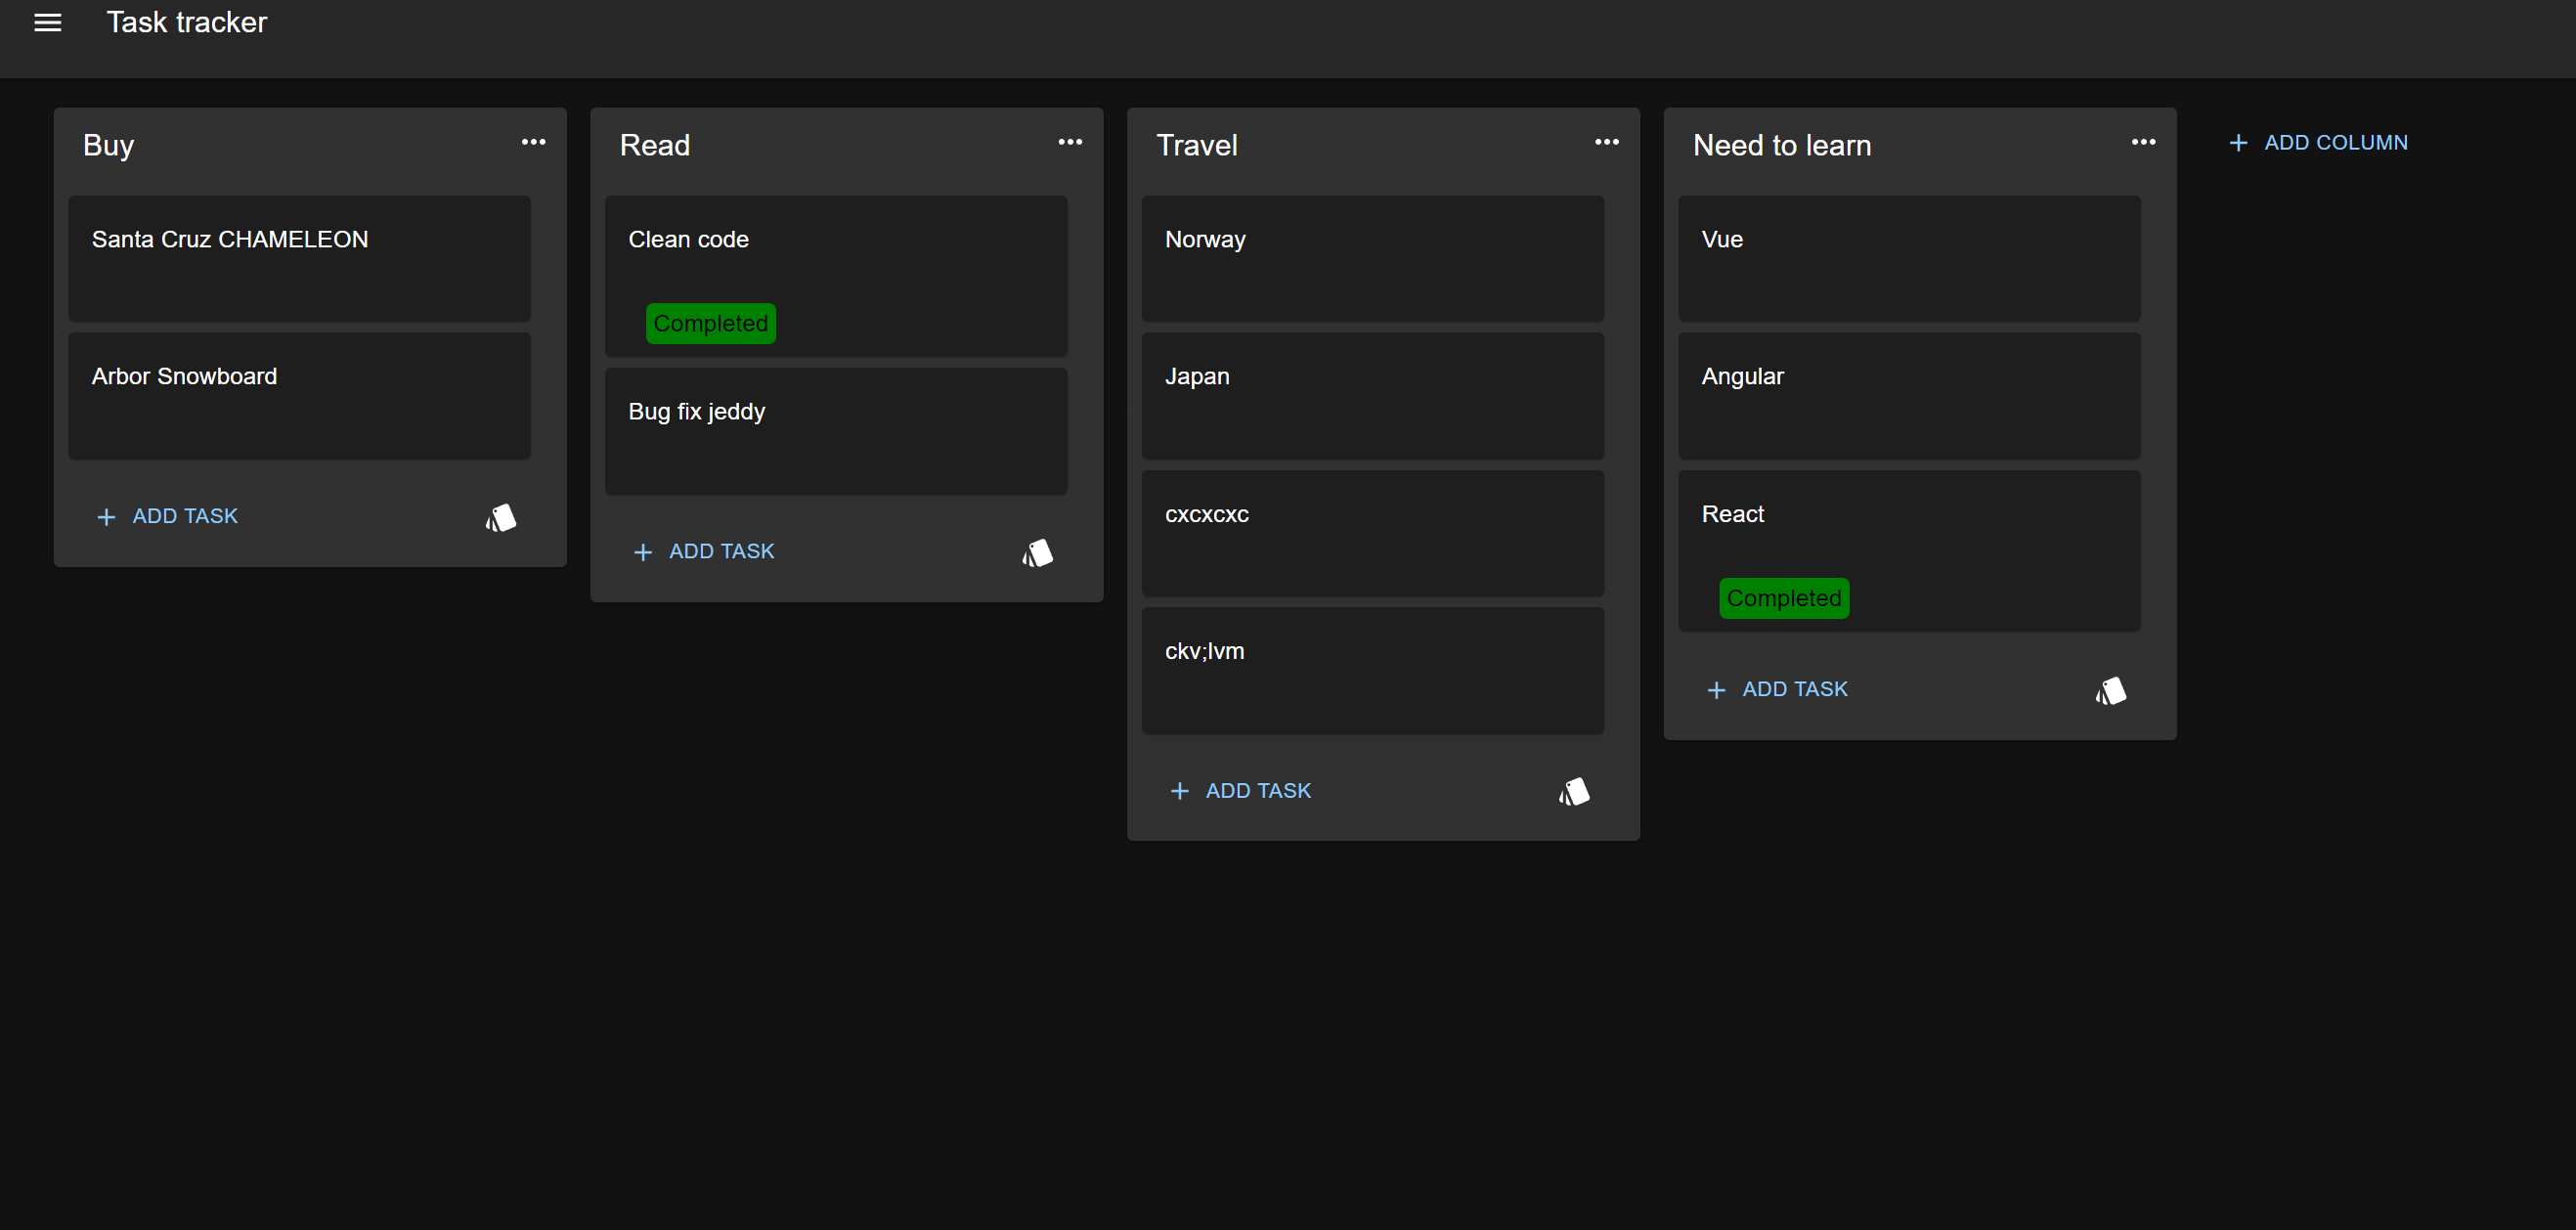 Task tracker
Buy
Santa Cruz CHAMELEON
Arbor Snowboard
ADD TASK
Read
Clean code
Completed
Bug fix jeddy
ADD TASK
Travel
Norway
Japan
cxcxcxc
ckv;lvm
ADD TASK
Need to learn
Vue
Angular
React
Completed
ADD TASK
ADD COLUMN